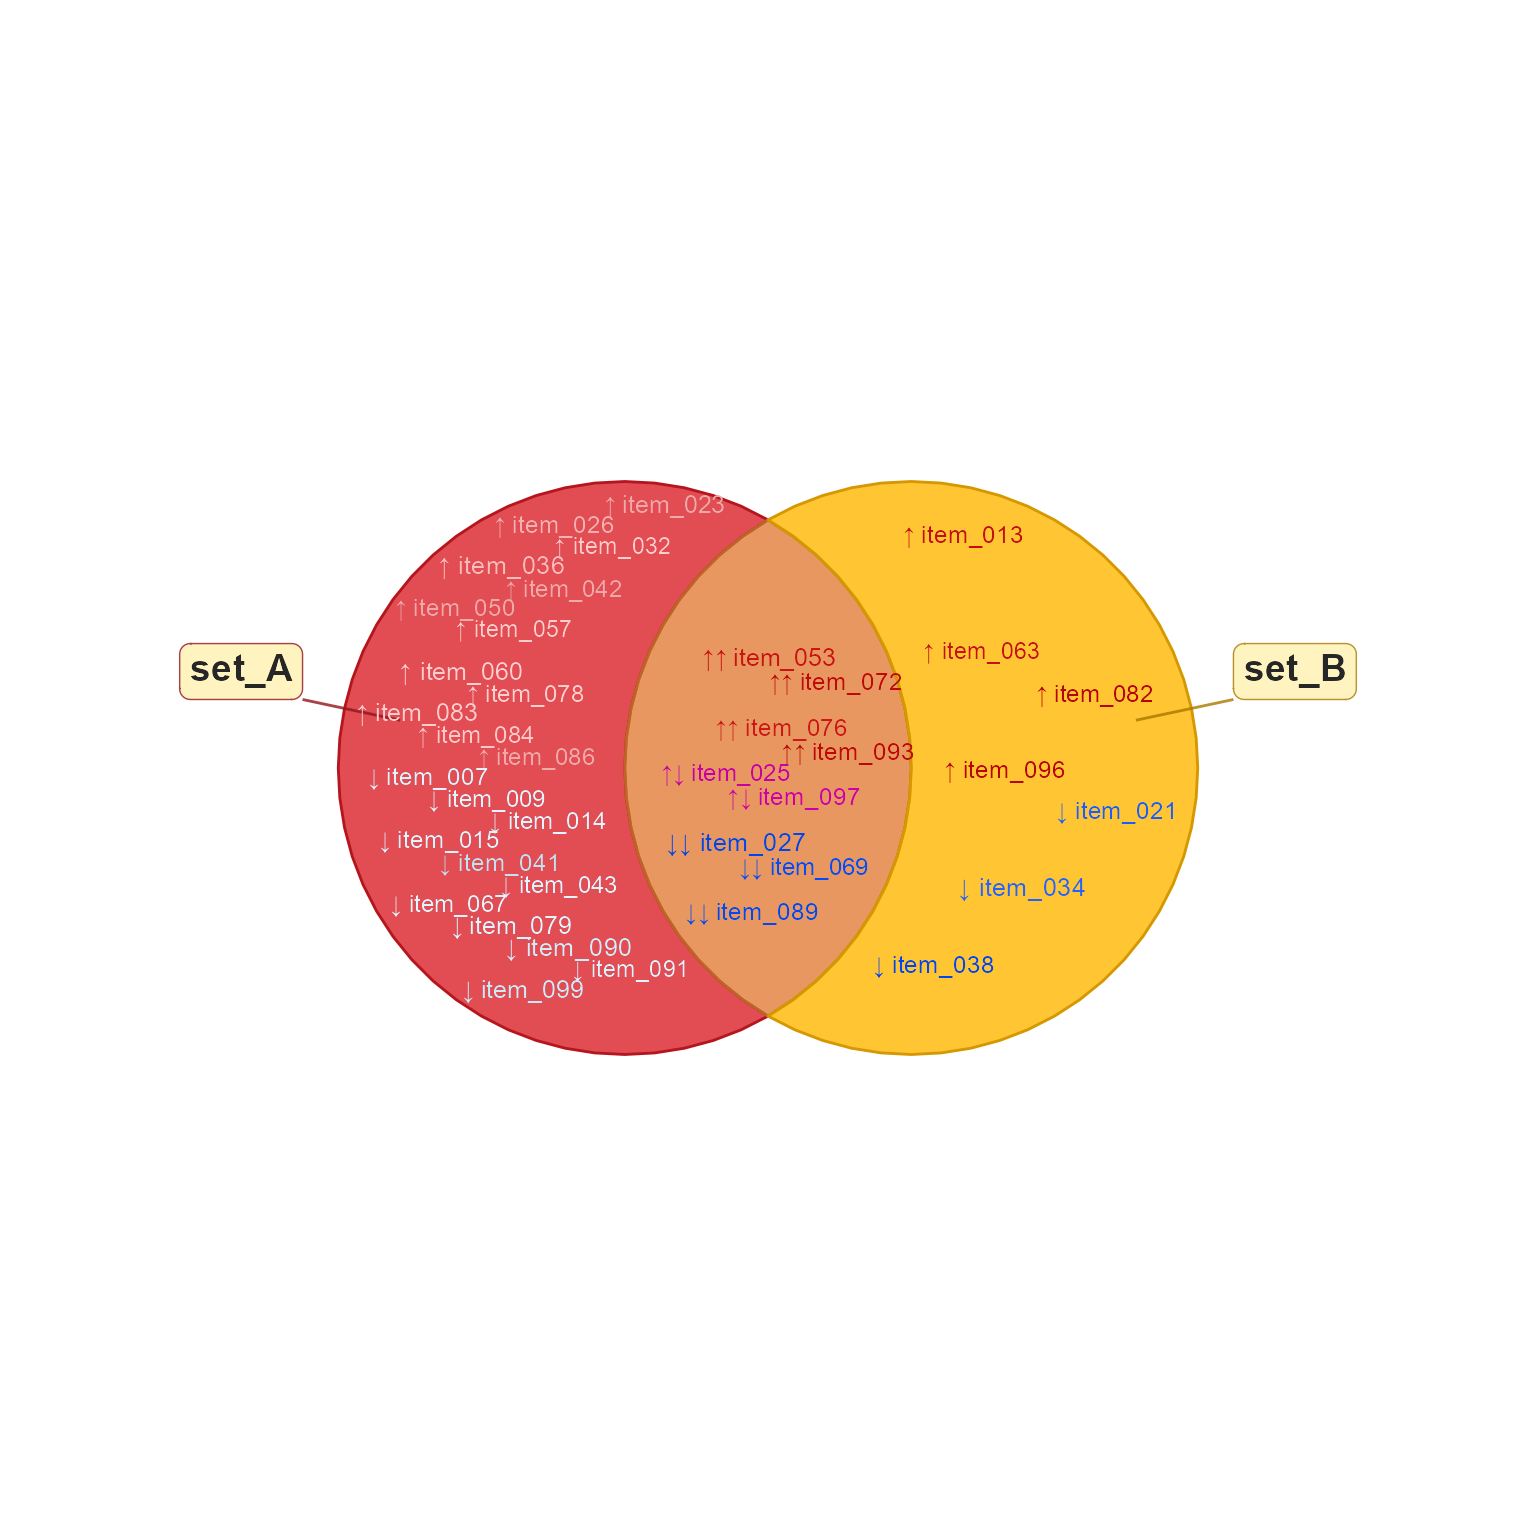 set_A
↑ item_023
↑ item_026
↑ item_032
↑ item_036
↑ item_042
↑ item_050
↑ item_057
↑ item_060
↑ item_078
↑ item_083
↑ item_084
↑ item_086
↓ item_007
↓ item_009
↓ item_014
↓ item_015
↓ item_041
↓ item_043
↓ item_067
↓ item_079
↓ item_090
↓ item_091
↓ item_099
↑↑ item_053
↑↑ item_072
↑↑ item_076
↑↑ item_093
↑↓ item_025
↑↓ item_097
↓↓ item_027
↓↓ item_069
↓↓ item_089
set_B
↑ item_013
↑ item_063
↑ item_082
↑ item_096
↓ item_021
↓ item_034
↓ item_038